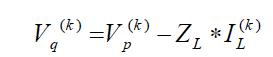 V_q^{(k)} = V_p^{(k)} − Z_L * I_L^{(k)}